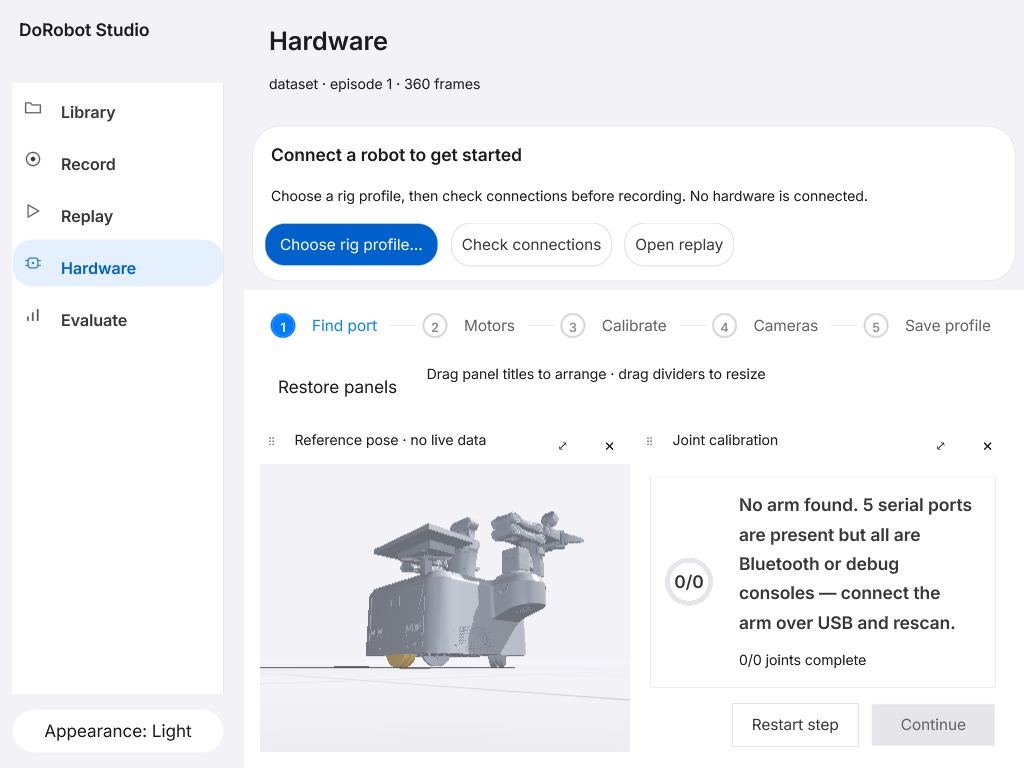 DoRobot Studio
Library
Record
Replay
Hardware
Evaluate
Appearance: Light
Hardware
dataset · episode 1 · 360 frames
Connect a robot to get started
Choose a rig profile, then check connections before recording. No hardware is connected.
Choose rig profile...
Check connections
Open replay
1 Find port
2 Motors
3 Calibrate
4 Cameras
5 Save profile
Restore panels
Drag panel titles to arrange · drag dividers to resize
Reference pose · no live data
Joint calibration
0/0
No arm found. 5 serial ports
are present but all are
Bluetooth or debug
consoles — connect the
arm over USB and rescan.
0/0 joints complete
Restart step
Continue